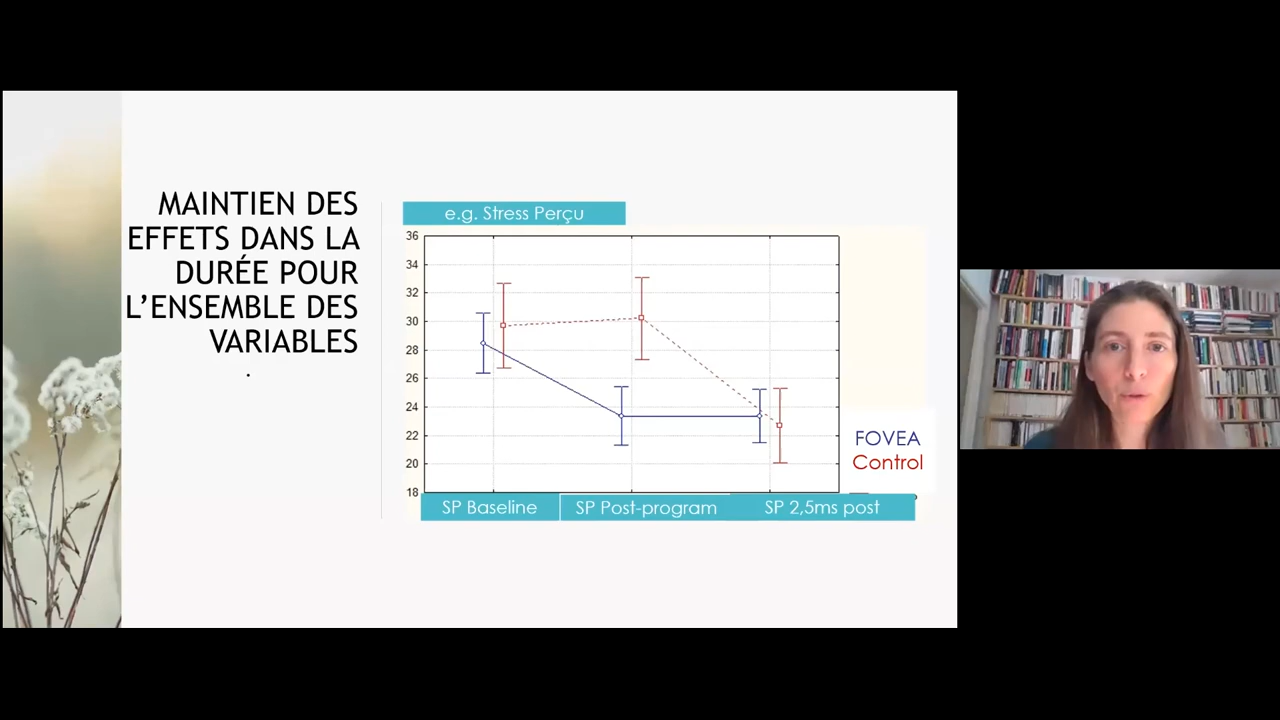 MAINTIEN DES
EFFETS DANS LA
DURÉE POUR
L'ENSEMBLE DES
VARIABLES
.
e.g. Stress Perçu
36
34
32
30
28
26
24
22
20
18
FOVEA
Control
SP Baseline
SP Post-program
SP 2,5ms post